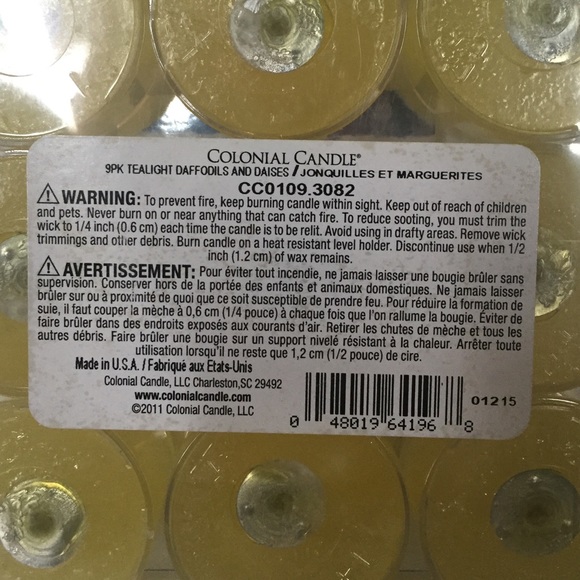 COLONIAL CANDLE®
9PK TEALIGHT DAFFODILS AND DAISES / JONQUILLES ET MARGUERITES
CC0109.3082
WARNING: To prevent fire, keep burning candle within sight. Keep out of reach of children
and pets. Never burn on or near anything that can catch fire. To reduce sooting, you must trim the
wick to 1/4 inch (0.6 cm) each time the candle is to be relit. Avoid using in drafty areas. Remove wick
trimmings and other debris. Burn candle on a heat resistant level holder. Discontinue use when 1/2
inch (1.2 cm) of wax remains.
AVERTISSEMENT: Pour éviter tout incendie, ne jamais laisser une bougie brûler sans
supervision. Conserver hors de la portée des enfants et animaux domestiques. Ne jamais laisser
brûler sur ou à proximité de quoi que ce soit susceptible de prendre feu. Pour réduire la formation de
suie, il faut couper la mèche à 0,6 cm (1/4 pouce) à chaque fois que l'on rallume la bougie. Éviter de
faire brûler dans des endroits exposés aux courants d'air. Retirer les chutes de mèche et tous les
autres débris. Faire brûler une bougie sur un support nivelé résistant à la chaleur. Arrêter toute
utilisation lorsqu'il ne reste que 1,2 cm (1/2 pouce) de cire.
Made in U.S.A. / Fabriqué aux États-Unis
Colonial Candle, LLC Charleston,SC 29492
www.colonialcandle.com
©2011 Colonial Candle, LLC
01215
0 48019 64196 8